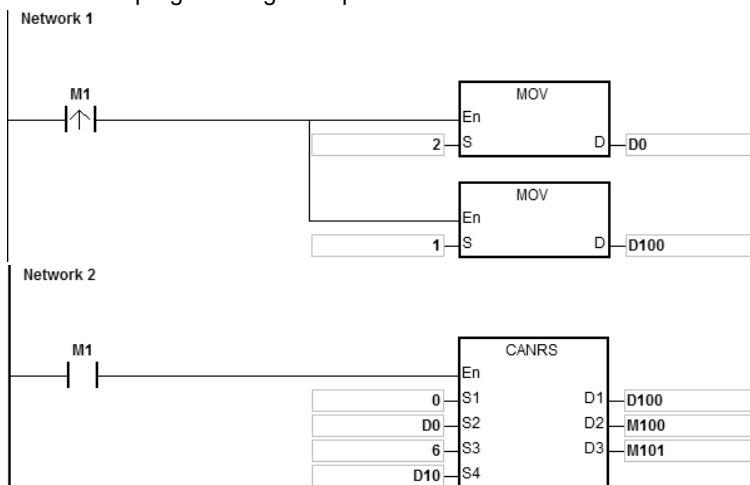 Network 1
M1
MOV
En
2 S D D0
MOV
En
1 S D D100
Network 2
M1
CANRS
En
0 S1 D1 D100
D0 S2 D2 M100
6 S3 D3 M101
D10 S4